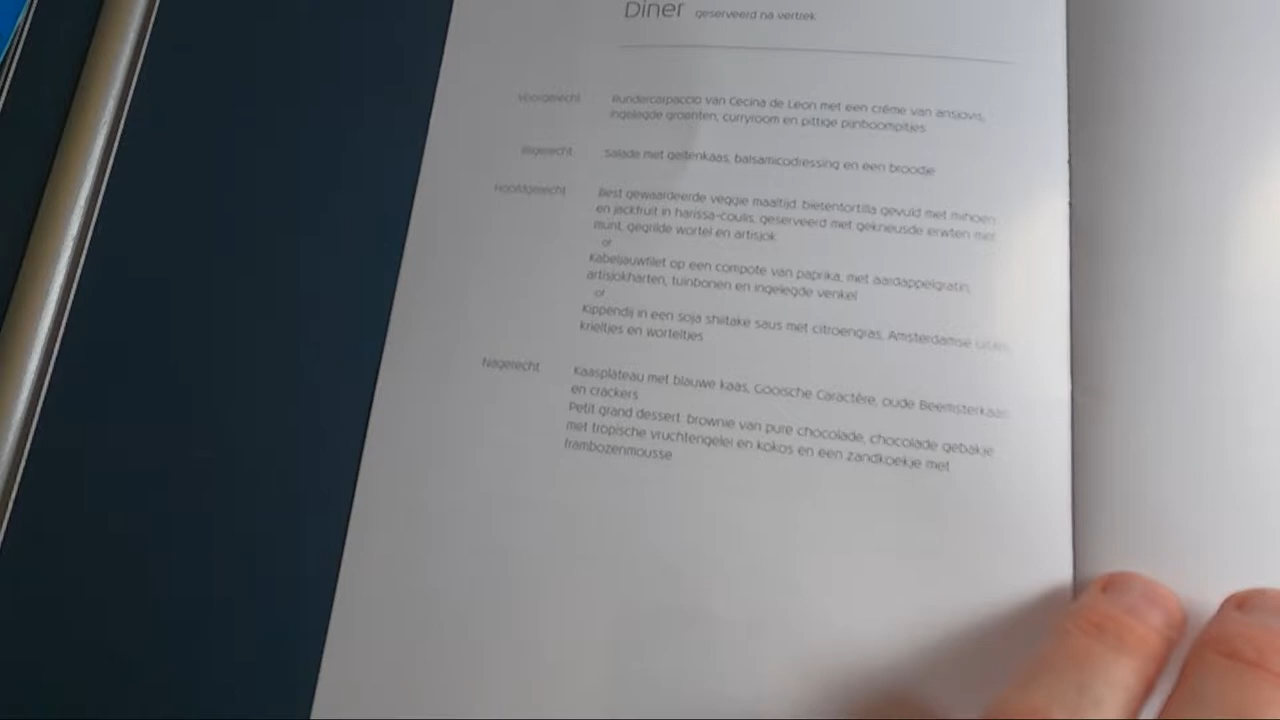 Diner geserveerd na vertrek
Voorgerecht Rundercarpaccio van Cecina de Leon met een crème van ansjovis,
ingelegde groenten, curryroom en pittige pijnboompitjes
Bijgerecht Salade met geitenkaas, balsamicodressing en een broodje
Hoofdgerecht Best gewaardeerde veggie maaltijd: bietentortilla gevuld met mihoen
en jackfruit in harissa-coulis, geserveerd met gekneusde erwten met
munt, gegrilde wortel en artisjok
of
Kabeljauwfilet op een compote van paprika, met aardappelgratin,
artisjokharten, tuinbonen en ingelegde venkel
of
Kippendij in een soja shiitake saus met citroengras, Amsterdamse uitjes,
krieltjes en worteltjes
Nagerecht Kaasplateau met blauwe kaas, Gooische Caractère, oude Beemsterkaas
en crackers
Petit grand dessert: brownie van pure chocolade, chocolade gebakje
met tropische vruchtengelei en kokos en een zandkoekje met
frambozenmousse